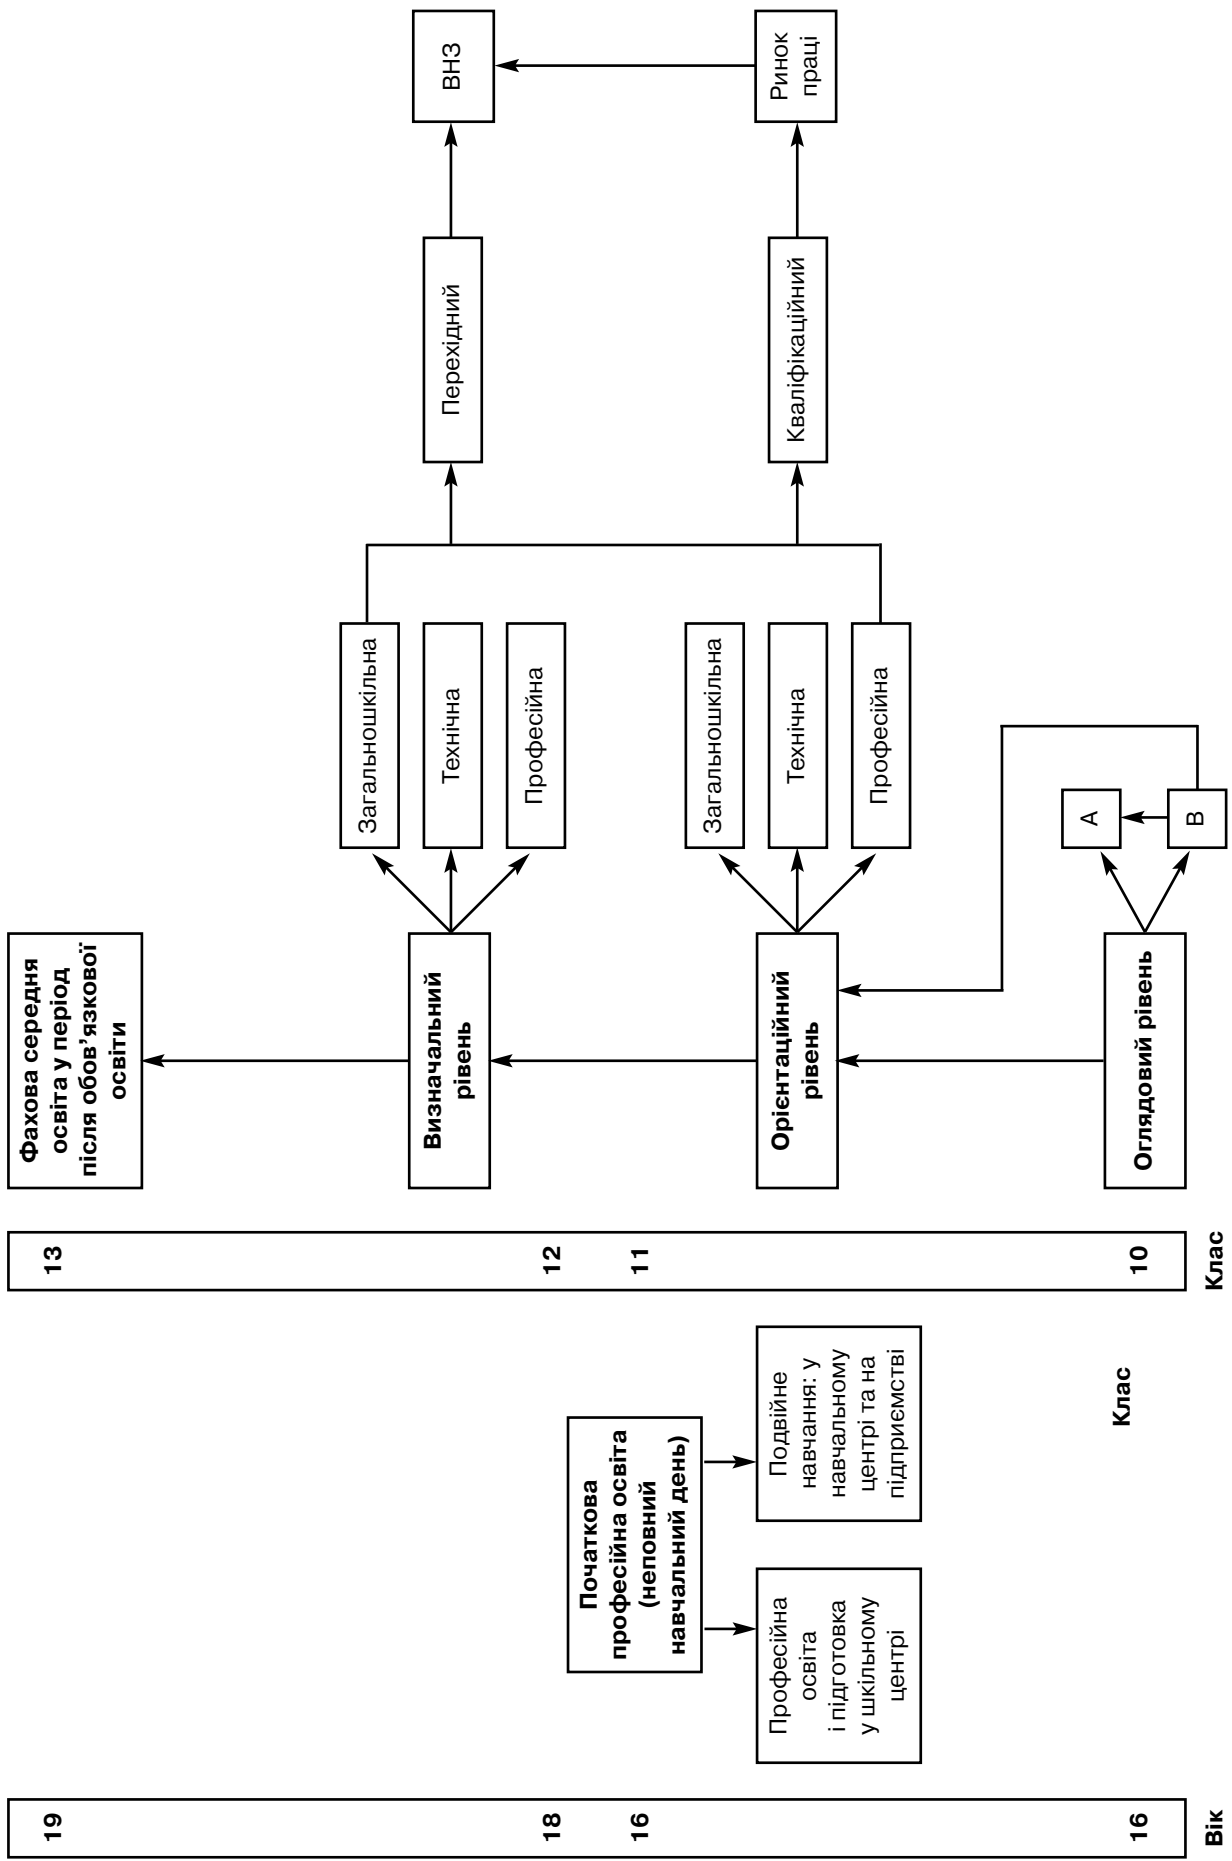 19
18
16
16
Вік
Початкова
професійна освіта
(неповний
навчальний день)
Професійна
освіта
і підготовка
у шкільному
центрі
Подвійне
навчання: у
навчальному
центрі та на
підприємстві
Клас
13
12
11
10
Клас
Фахова середня
освіта у період
після обов’язкової
освіти
Визначальний
рівень
Орієнтаційний
рівень
Оглядовий рівень
Загальношкільна
Технічна
Професійна
Загальношкільна
Технічна
Професійна
А
В
Перехідний
Кваліфікаційний
ВНЗ
Ринок
праці